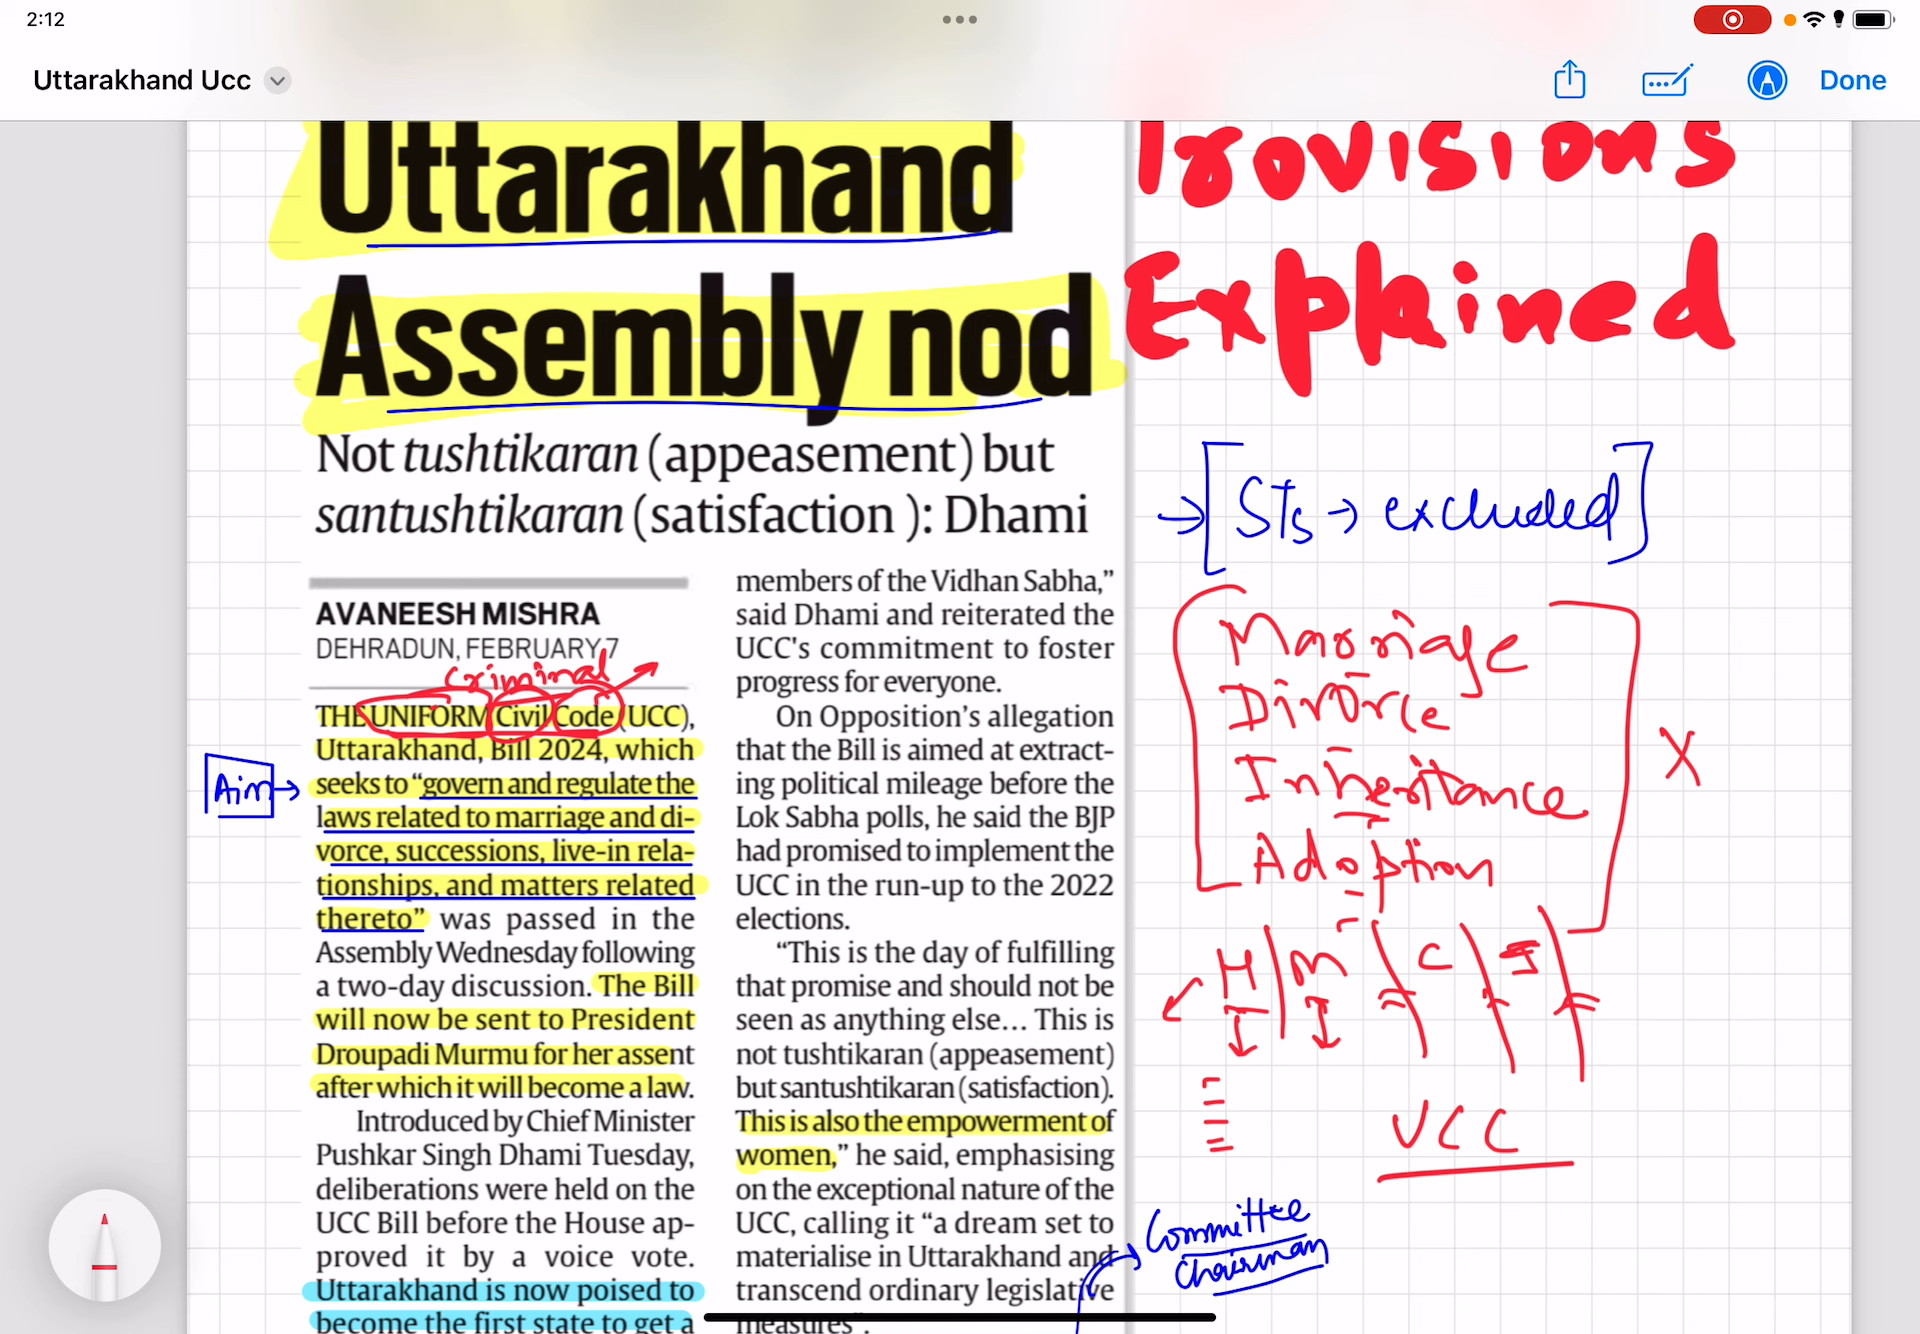 2:12
Uttarakhand Ucc
Done
Uttarakhand
Assembly nod
Not tushtikaran (appeasement) but
santushtikaran (satisfaction ): Dhami
AVANEESH MISHRA
DEHRADUN, FEBRUARY 7
criminal
THE UNIFORM Civil Code (UCC),
Uttarakhand, Bill 2024, which
Aim
seeks to “govern and regulate the
laws related to marriage and di-
vorce, successions, live-in rela-
tionships, and matters related
thereto” was passed in the
Assembly Wednesday following
a two-day discussion. The Bill
will now be sent to President
Droupadi Murmu for her assent
after which it will become a law.
Introduced by Chief Minister
Pushkar Singh Dhami Tuesday,
deliberations were held on the
UCC Bill before the House ap-
proved it by a voice vote.
Uttarakhand is now poised to
become the first state to get a
members of the Vidhan Sabha,”
said Dhami and reiterated the
UCC's commitment to foster
progress for everyone.
On Opposition’s allegation
that the Bill is aimed at extract-
ing political mileage before the
Lok Sabha polls, he said the BJP
had promised to implement the
UCC in the run-up to the 2022
elections.
“This is the day of fulfilling
that promise and should not be
seen as anything else... This is
not tushtikaran (appeasement)
but santushtikaran (satisfaction).
This is also the empowerment of
women,” he said, emphasising
on the exceptional nature of the
UCC, calling it “a dream set to
materialise in Uttarakhand and
transcend ordinary legislative
measures”.
Provisions
Explained
→ [STs → excluded]
Marriage
Divorce
Inheritance
Adoption
X
H | M | C |
UCC
Committee
Chairman